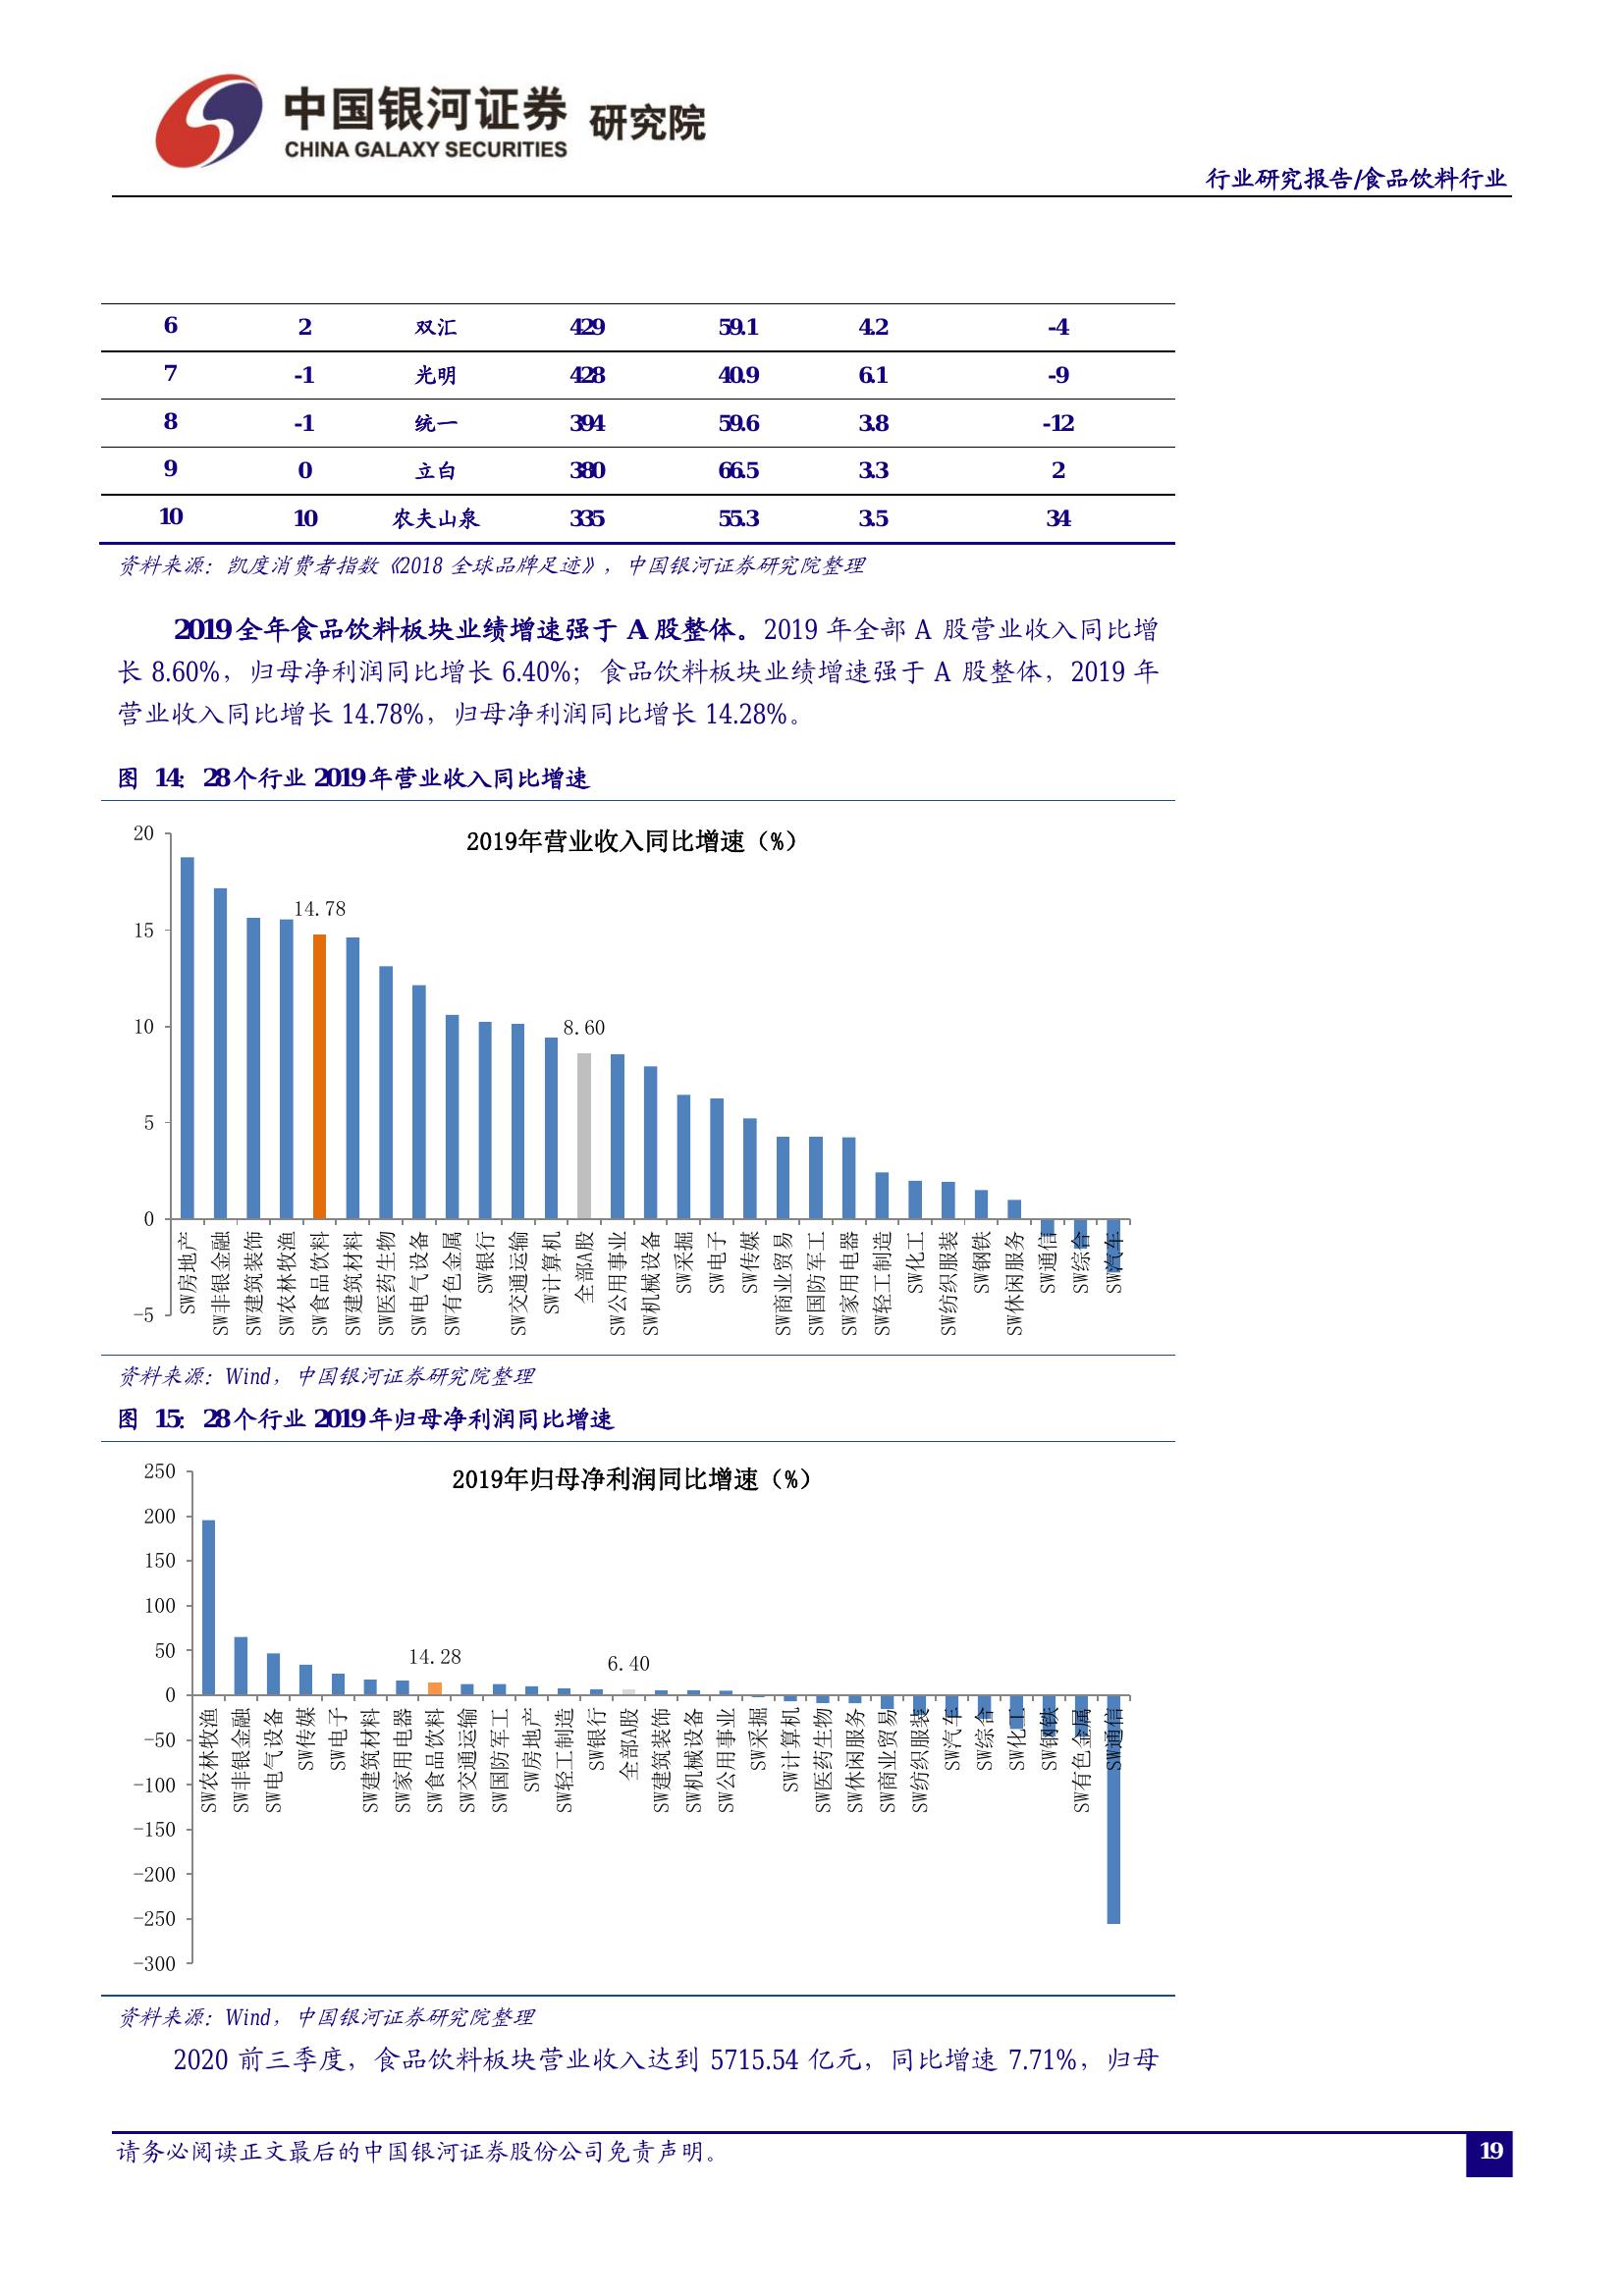 中国银河证券 研究院
CHINA GALAXY SECURITIES
行业研究报告/食品饮料行业
6 2 双汇 429 59.1 4.2 -4
7 -1 光明 428 40.9 6.1 -9
8 -1 统一 394 59.6 3.8 -12
9 0 立白 380 66.5 3.3 2
10 10 农夫山泉 335 55.3 3.5 34
资料来源：凯度消费者指数《2018 全球品牌足迹》，中国银河证券研究院整理
2019 全年食品饮料板块业绩增速强于 A 股整体。2019 年全部 A 股营业收入同比增
长 8.60%，归母净利润同比增长 6.40%；食品饮料板块业绩增速强于 A 股整体，2019 年
营业收入同比增长 14.78%，归母净利润同比增长 14.28%。
图 14：28 个行业 2019 年营业收入同比增速
2019年营业收入同比增速（%）
20
15
10
5
0
-5
14.78
8.60
SW房地产
SW非银金融
SW建筑装饰
SW农林牧渔
SW食品饮料
SW建筑材料
SW医药生物
SW电气设备
SW有色金属
SW银行
SW交通运输
SW计算机
全部A股
SW公用事业
SW机械设备
SW采掘
SW电子
SW传媒
SW商业贸易
SW国防军工
SW家用电器
SW轻工制造
SW化工
SW纺织服装
SW钢铁
SW休闲服务
SW通信
SW综合
SW汽车
资料来源：Wind，中国银河证券研究院整理
图 15：28 个行业 2019 年归母净利润同比增速
2019年归母净利润同比增速（%）
250
200
150
100
50
0
-50
-100
-150
-200
-250
-300
14.28
6.40
SW农林牧渔
SW非银金融
SW电气设备
SW传媒
SW电子
SW建筑材料
SW家用电器
SW食品饮料
SW交通运输
SW国防军工
SW房地产
SW轻工制造
SW银行
全部A股
SW建筑装饰
SW机械设备
SW公用事业
SW采掘
SW计算机
SW医药生物
SW休闲服务
SW商业贸易
SW纺织服装
SW汽车
SW综合
SW化工
SW钢铁
SW有色金属
SW通信
资料来源：Wind，中国银河证券研究院整理
2020 前三季度，食品饮料板块营业收入达到 5715.54 亿元，同比增速 7.71%，归母
请务必阅读正文最后的中国银河证券股份公司免责声明。
19